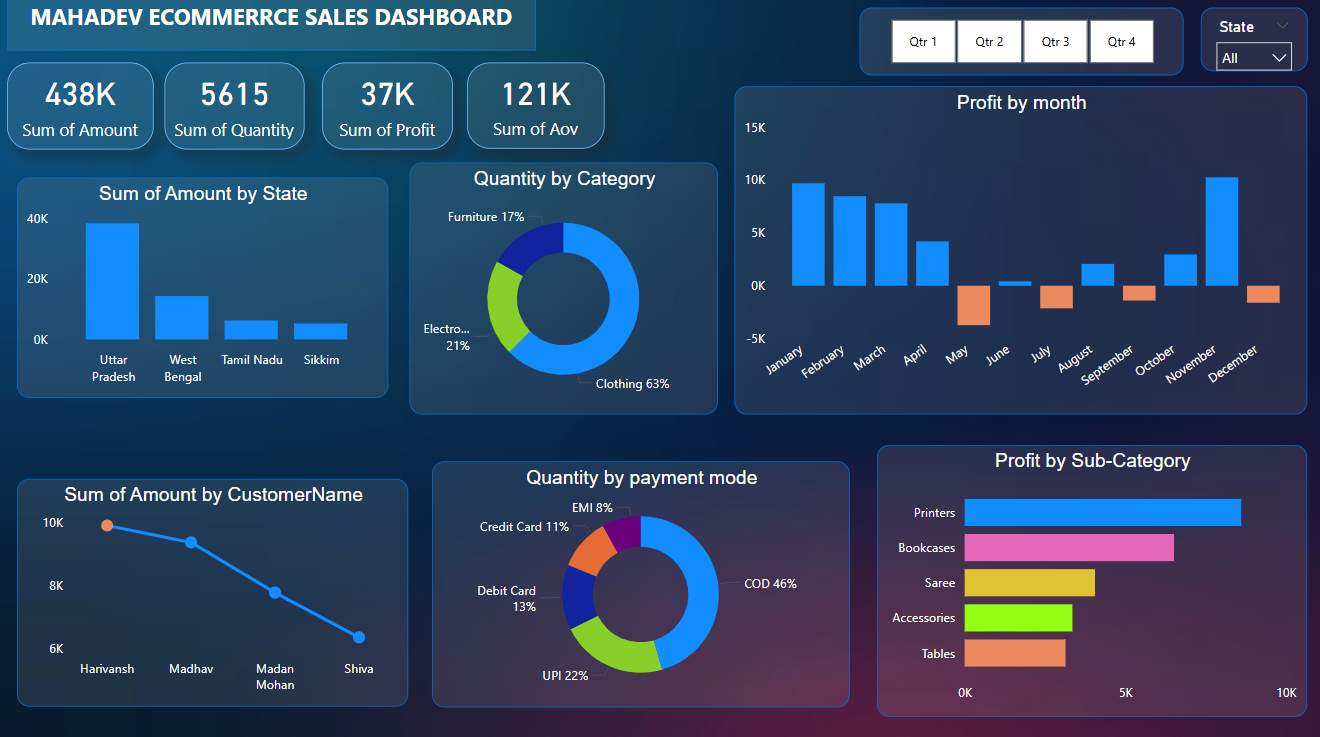 MAHADEV ECOMMERRCE SALES DASHBOARD
Qtr 1
Qtr 2
Qtr 3
Qtr 4
State
All
438K
Sum of Amount
5615
Sum of Quantity
37K
Sum of Profit
121K
Sum of Aov
Sum of Amount by State
40K
20K
0K
Uttar
Pradesh
West
Bengal
Tamil Nadu
Sikkim
Quantity by Category
Furniture 17%
Electro...
21%
Clothing 63%
Profit by month
15K
10K
5K
0K
-5K
January
February
March
April
May
June
July
August
September
October
November
December
Sum of Amount by CustomerName
10K
8K
6K
Harivansh
Madhav
Madan
Mohan
Shiva
Quantity by payment mode
EMI 8%
Credit Card 11%
Debit Card
13%
UPI 22%
COD 46%
Profit by Sub-Category
Printers
Bookcases
Saree
Accessories
Tables
0K
5K
10K